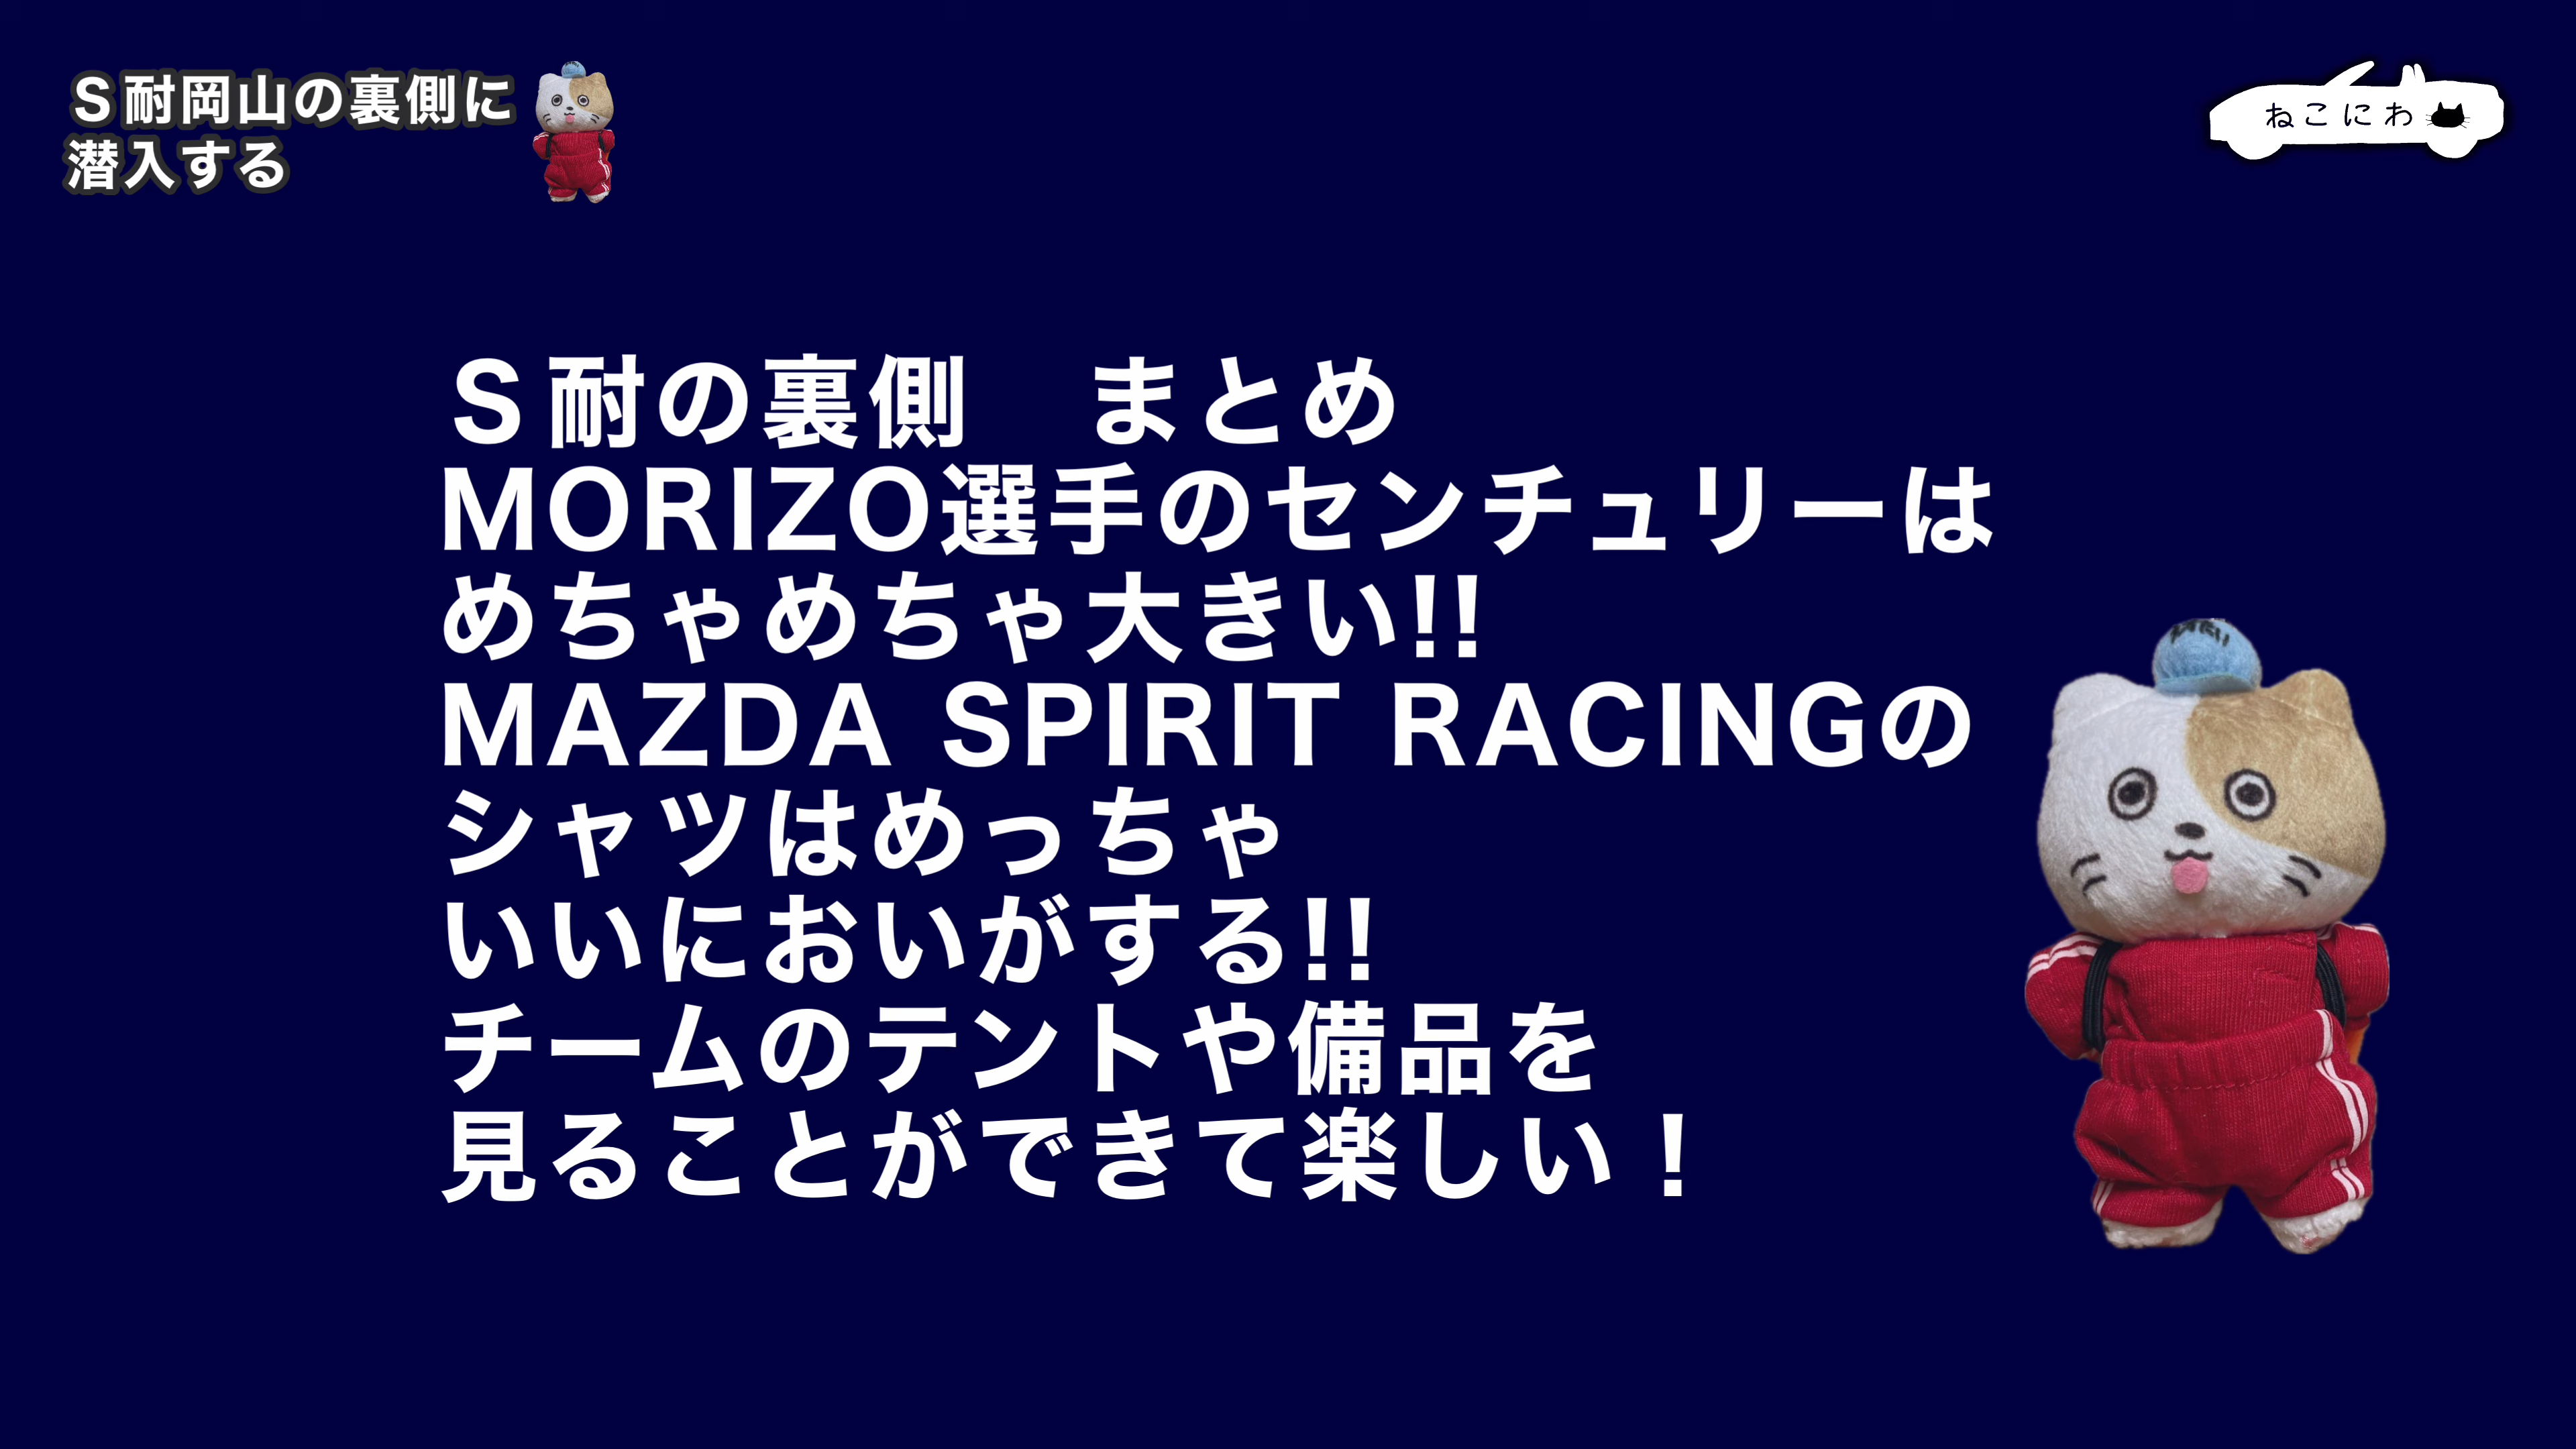 Ｓ耐岡山の裏側に
潜入する
ねこにわ
Ｓ耐の裏側　まとめ
MORIZO選手のセンチュリーは
めちゃめちゃ大きい!!
MAZDA SPIRIT RACINGの
シャツはめっちゃ
いいにおいがする!!
チームのテントや備品を
見ることができて楽しい！